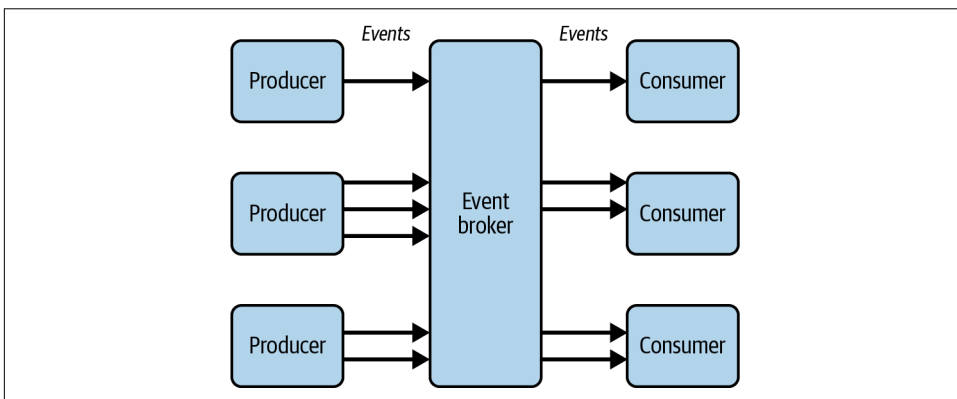 Events
Events
Producer
Consumer
Producer
Event
broker
Consumer
Producer
Consumer